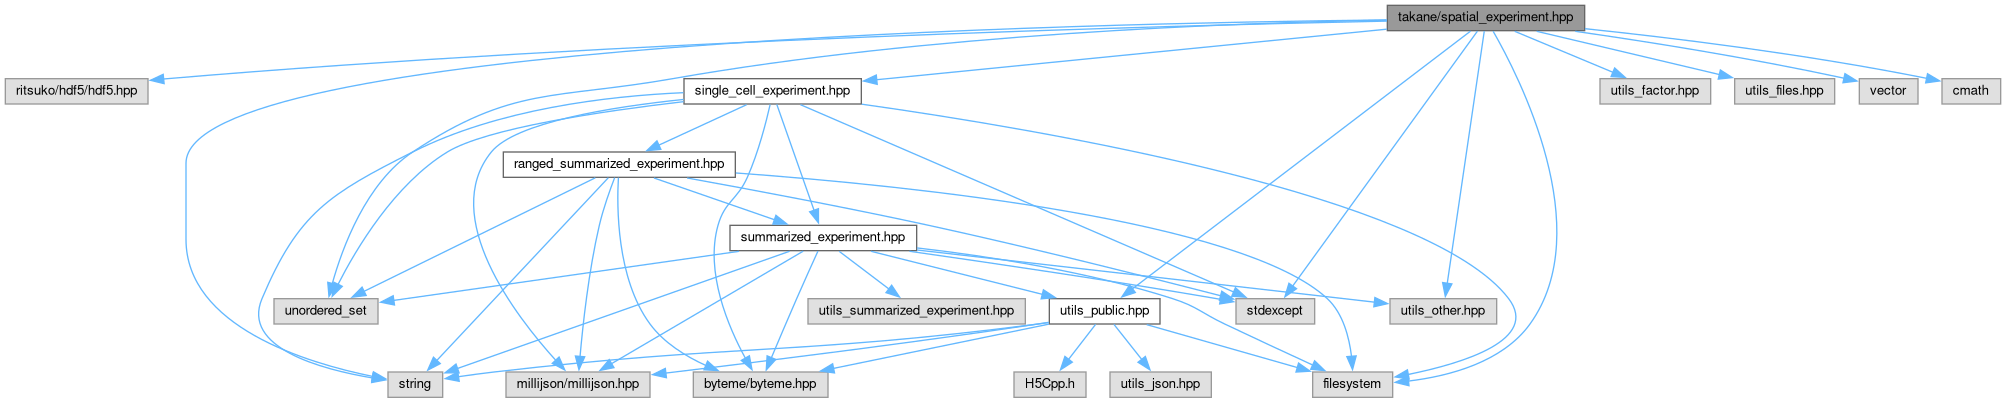 takane/spatial_experiment.hpp
ritsuko/hdf5/hdf5.hpp
single_cell_experiment.hpp
utils_factor.hpp
utils_files.hpp
vector
cmath
ranged_summarized_experiment.hpp
summarized_experiment.hpp
unordered_set
utils_summarized_experiment.hpp
utils_public.hpp
stdexcept
utils_other.hpp
string
millijson/millijson.hpp
byteme/byteme.hpp
H5Cpp.h
utils_json.hpp
filesystem